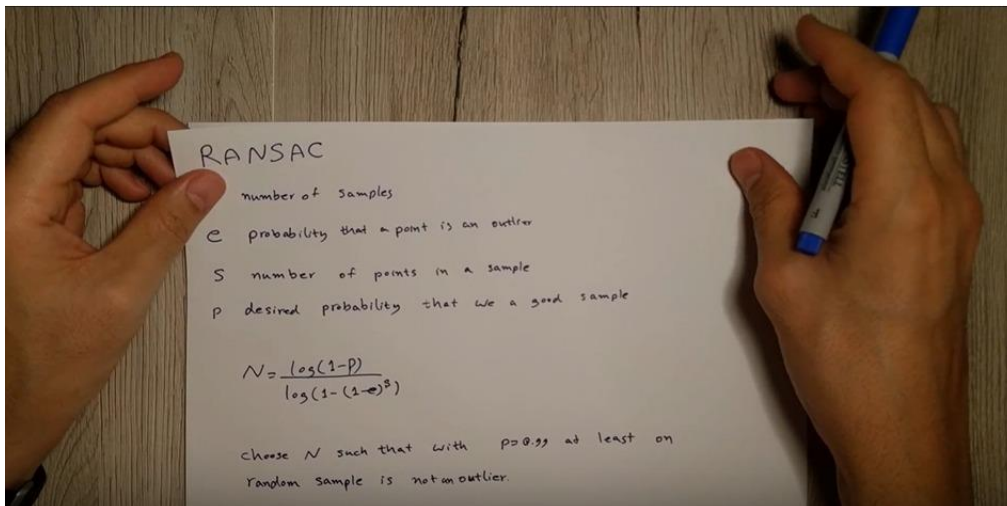 RANSAC
number of samples
e probability that a point is an outlier
s number of points in a sample
p desired probability that we a good sample
N = log(1-p)
log(1-(1-e)^s)
choose N such that with p=0.99 at least on
random sample is not an outlier.